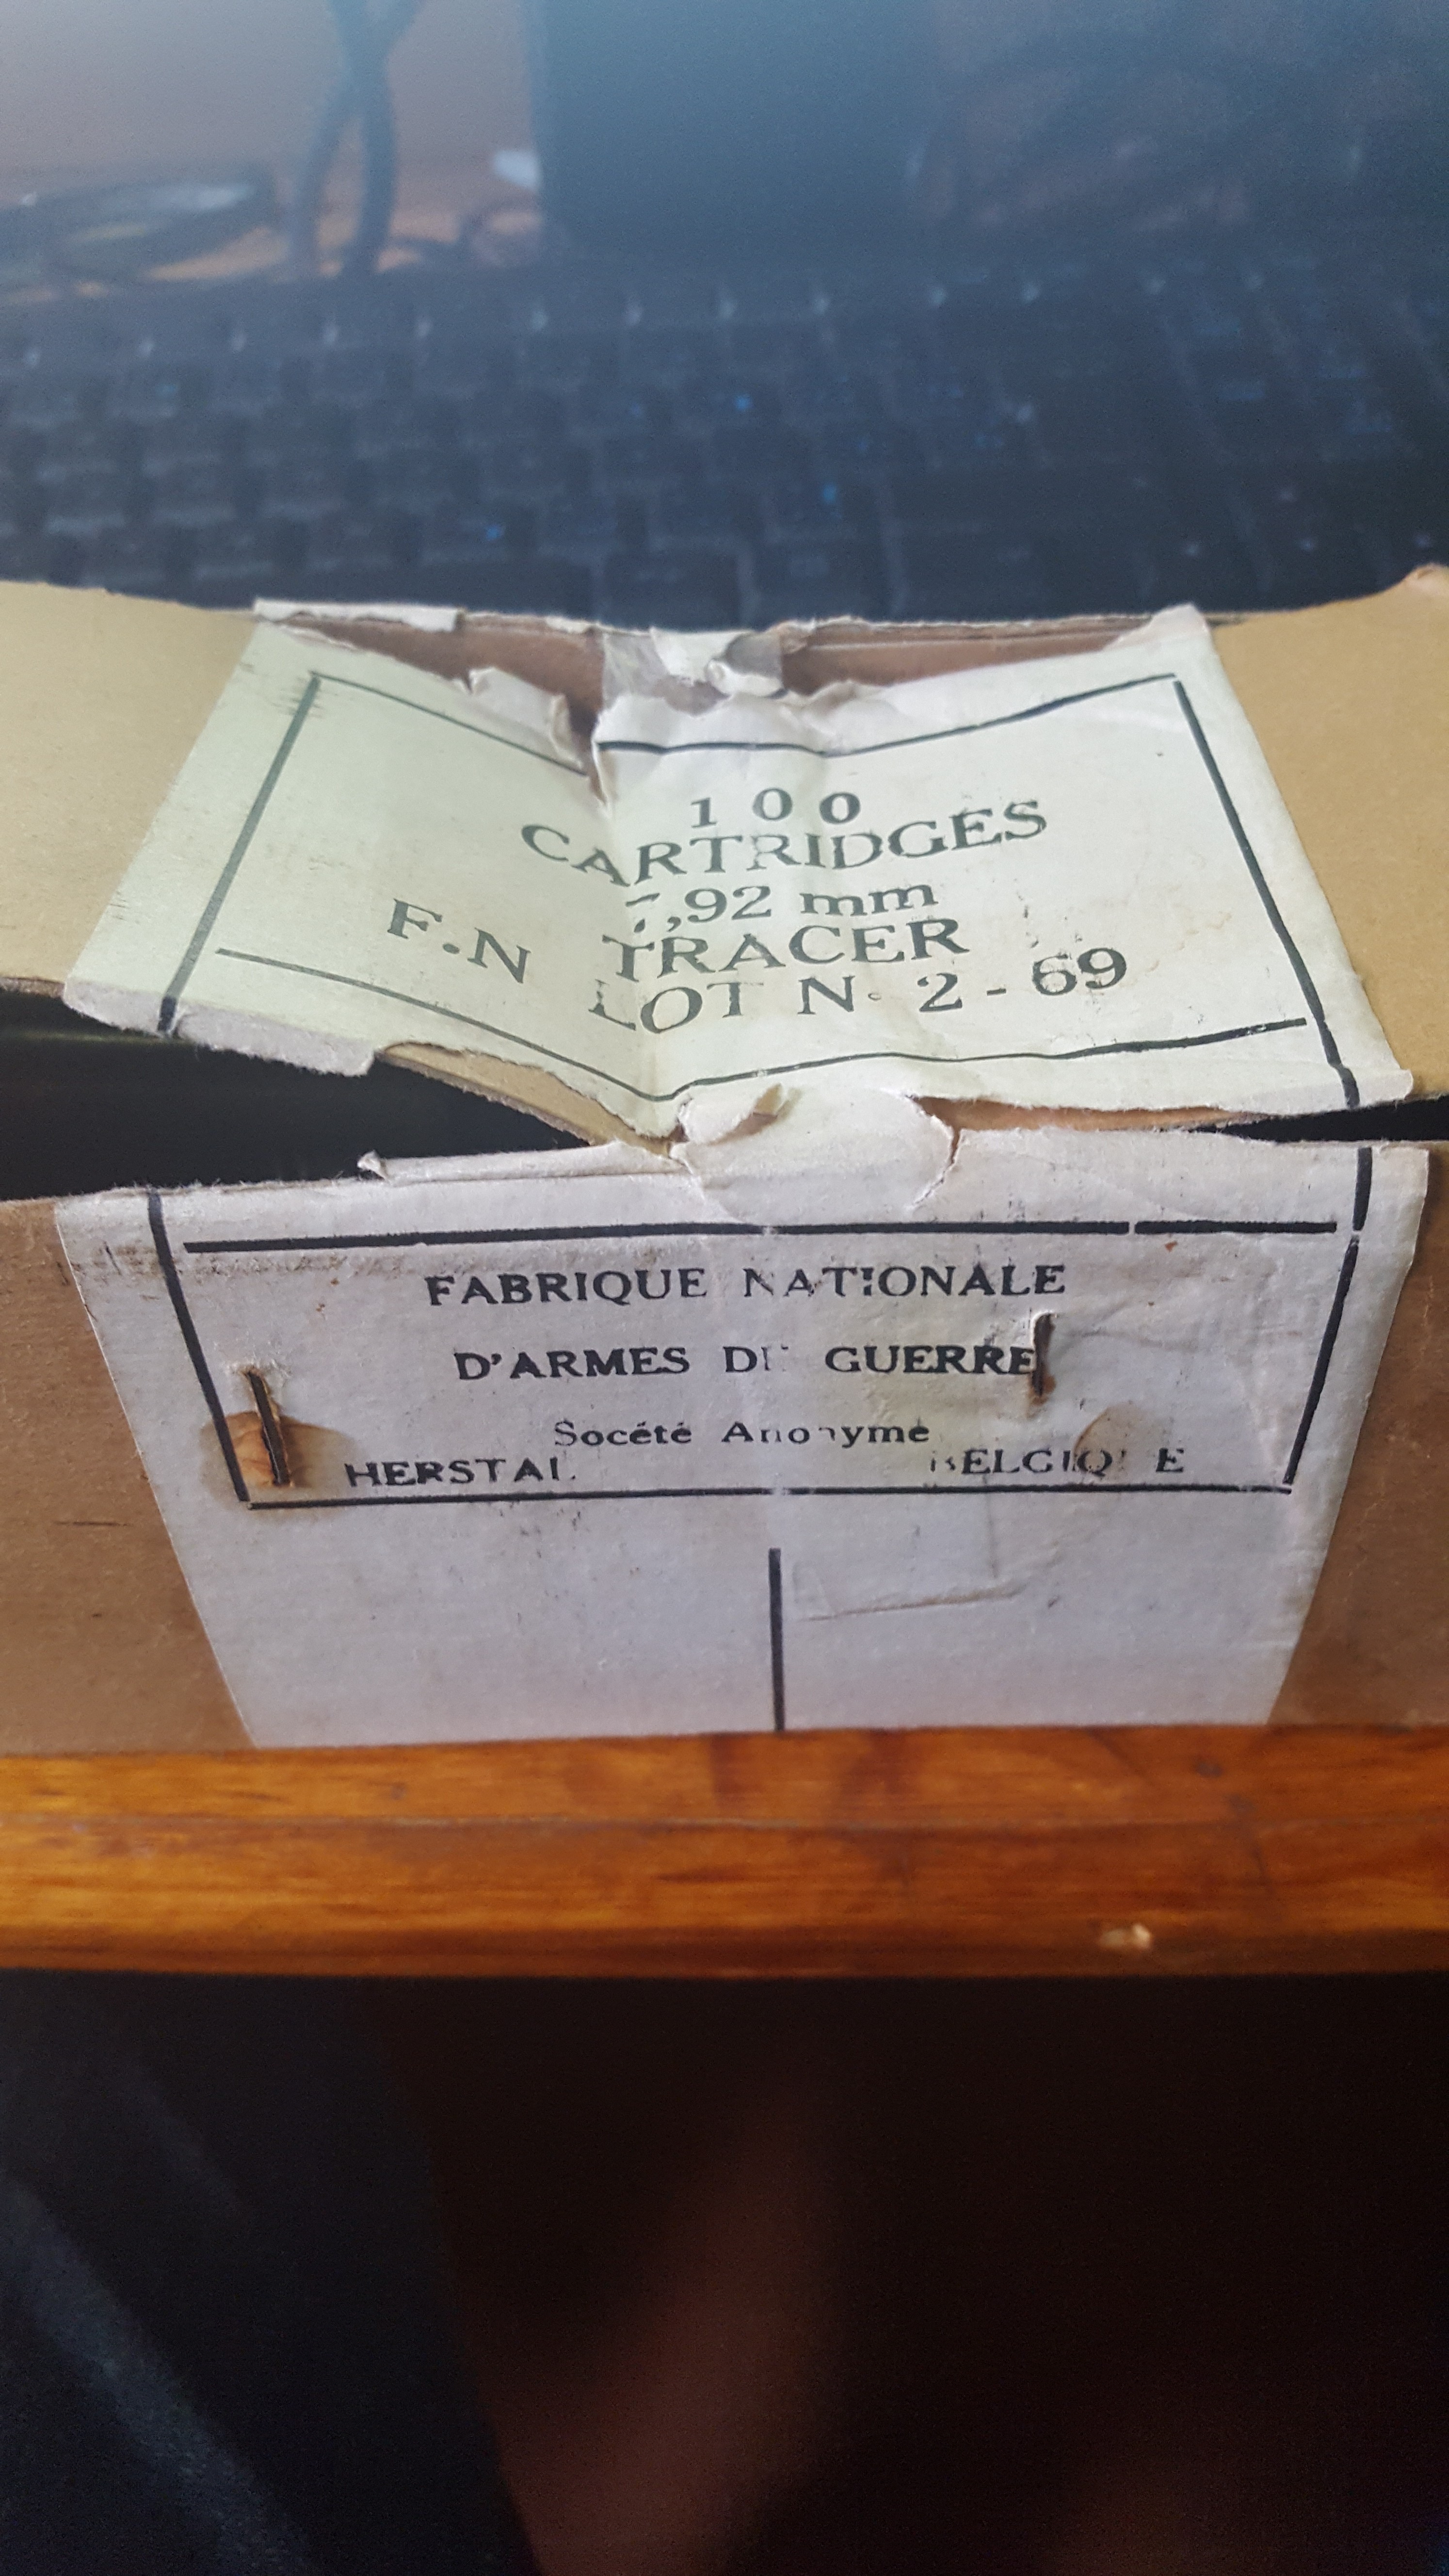 100
CARTRIDGES
7,92 mm
F.N TRACER
LOT N. 2-69
FABRIQUE NATIONALE
D'ARMES DE GUERRE
Socété Anonyme
HERSTAL BELGIQUE